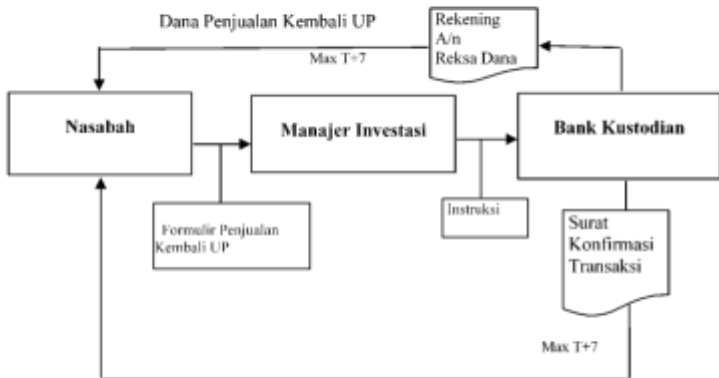 Dana Penjualan Kembali UP
Rekening
A/n
Reksa Dana
Max T+7
Nasabah
Manajer Investasi
Bank Kustodian
Formulir Penjualan
Kembali UP
Instruksi
Surat
Konfirmasi
Transaksi
Max T+7